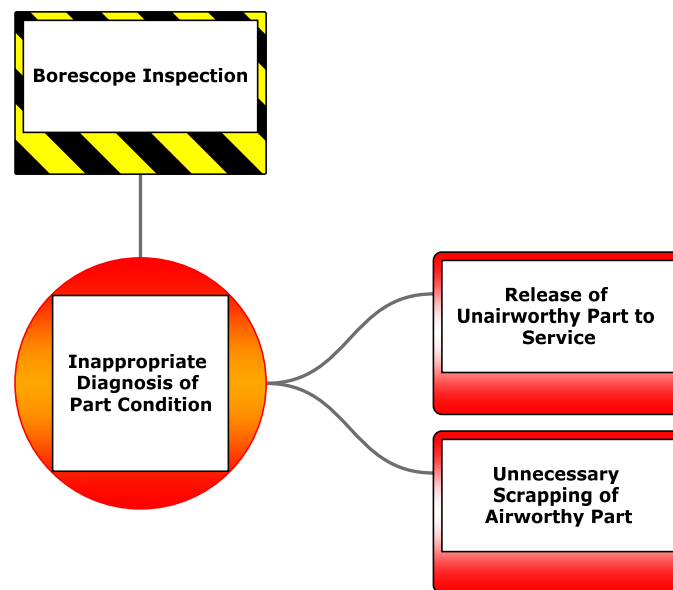 Borescope Inspection
Inappropriate
Diagnosis of
Part Condition
Release of
Unairworthy Part to
Service
Unnecessary
Scrapping of
Airworthy Part